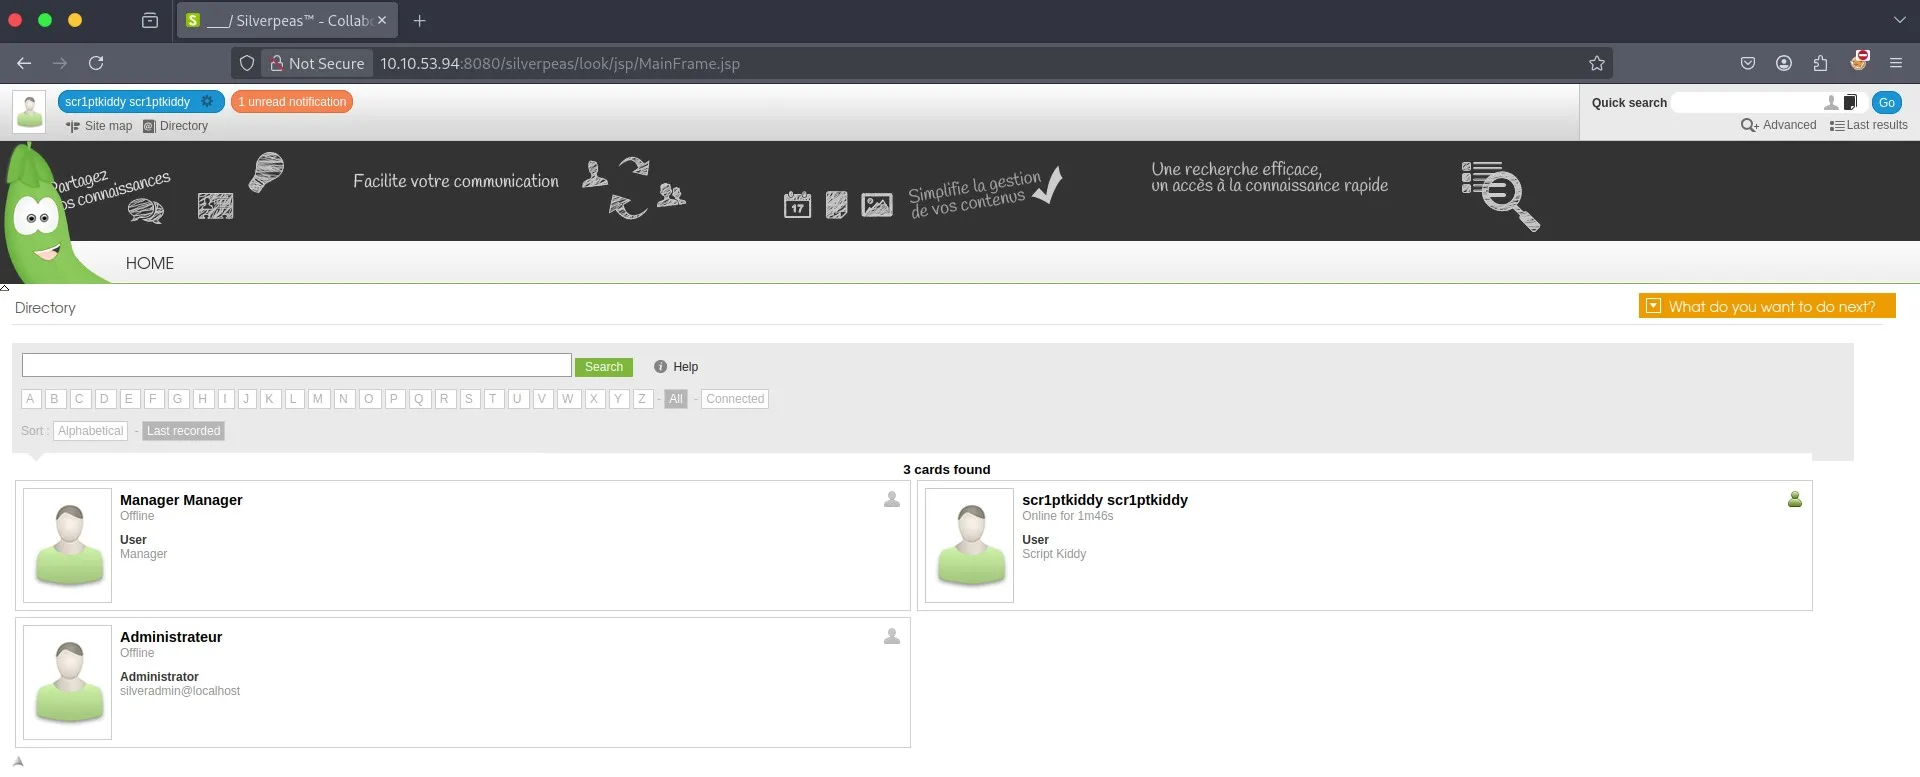 ____/ Silverpeas™ - Collab
Not Secure 10.10.53.94:8080/silverpeas/look/jsp/MainFrame.jsp
scr1ptkiddy scr1ptkiddy 1 unread notification
Site map Directory
Quick search Go
Advanced Last results
Partagez
vos connaissances
Facilite votre communication
17
Simplifie la gestion
de vos contenus
Une recherche efficace,
un accès à la connaissance rapide
HOME
Directory
What do you want to do next?
Search Help
A B C D E F G H I J K L M N O P Q R S T U V W X Y Z - All - Connected
Sort : Alphabetical - Last recorded
3 cards found
Manager Manager
Offline
User
Manager
scr1ptkiddy scr1ptkiddy
Online for 1m46s
User
Script Kiddy
Administrateur
Offline
Administrator
silveradmin@localhost